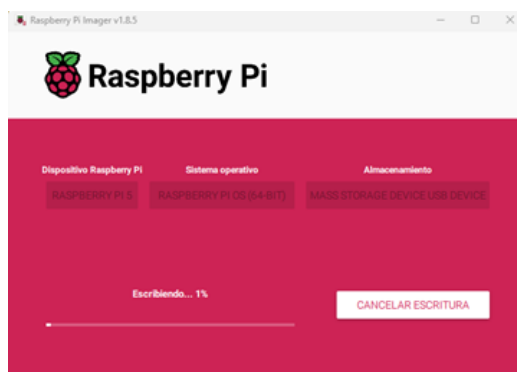 Raspberry Pi Imager v1.8.5
Raspberry Pi
Dispositivo Raspberry Pi Sistema operativo Almacenamiento
RASPBERRY PI 5 RASPBERRY PI OS (64-BIT) MASS STORAGE DEVICE USB DEVICE
Escribiendo... 1%
CANCELAR ESCRITURA